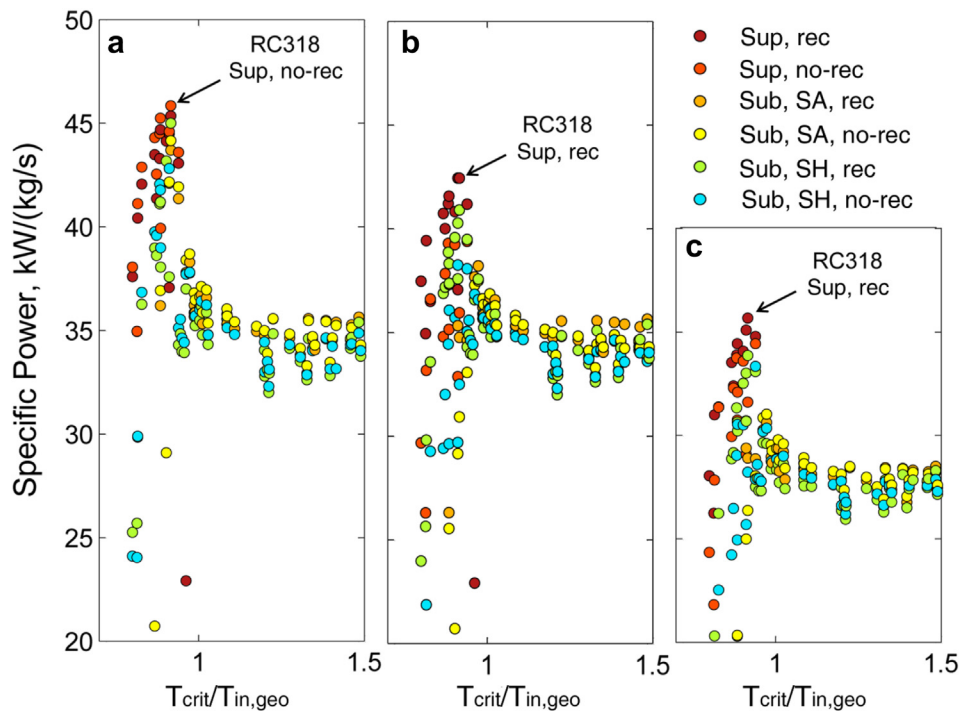 50
45
40
35
30
25
20
Specific Power, kW/(kg/s)
a
RC318
Sup, no-rec
1
1.5
Tcrit/Tin,geo
b
RC318
Sup, rec
1
1.5
Tcrit/Tin,geo
c
RC318
Sup, rec
1
1.5
Tcrit/Tin,geo
Sup, rec
Sup, no-rec
Sub, SA, rec
Sub, SA, no-rec
Sub, SH, rec
Sub, SH, no-rec